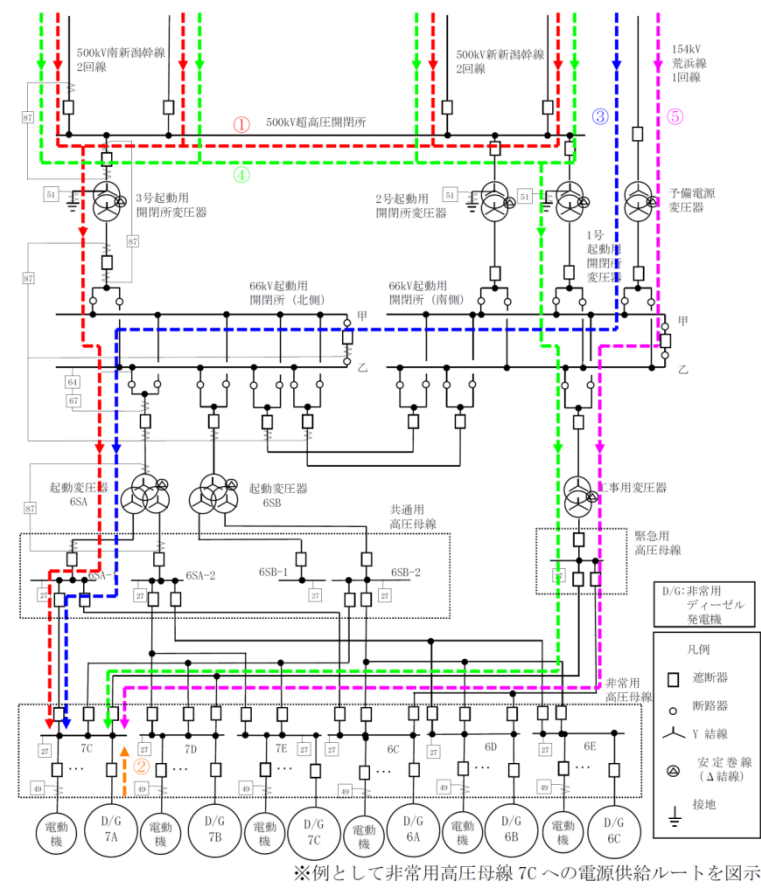 500kV南新潟幹線
2回線
500kV新新潟幹線
2回線
154kV
荒浜線
1回線
87
①
500kV超高圧開閉所
③
⑤
④
51
3号起動用
開閉所変圧器
2号起動用
開閉所変圧器
51
51
予備電源
変圧器
87
87
1号
起動用
開閉所
変圧器
66kV起動用
開閉所（北側）
66kV起動用
開閉所（南側）
甲
甲
乙
乙
64
67
起動変圧器
6SA
起動変圧器
6SB
工事用変圧器
87
共通用
高圧母線
緊急用
高圧母線
6SA-1
6SA-2
6SB-1
6SB-2
27
27
27
27
27
D/G:非常用
ディーゼル
発電機
凡例
遮断器
断路器
Y 結線
安定巻線
(Δ結線)
接地
非常用
高圧母線
7C
7D
7E
6C
6D
6E
27
27
27
27
27
27
②
… … … … … …
49
49
49
49
49
49
電動
機
D/G
7A
電動
機
D/G
7B
電動
機
D/G
7C
電動
機
D/G
6A
電動
機
D/G
6B
電動
機
D/G
6C
※例として非常用高圧母線 7C への電源供給ルートを図示